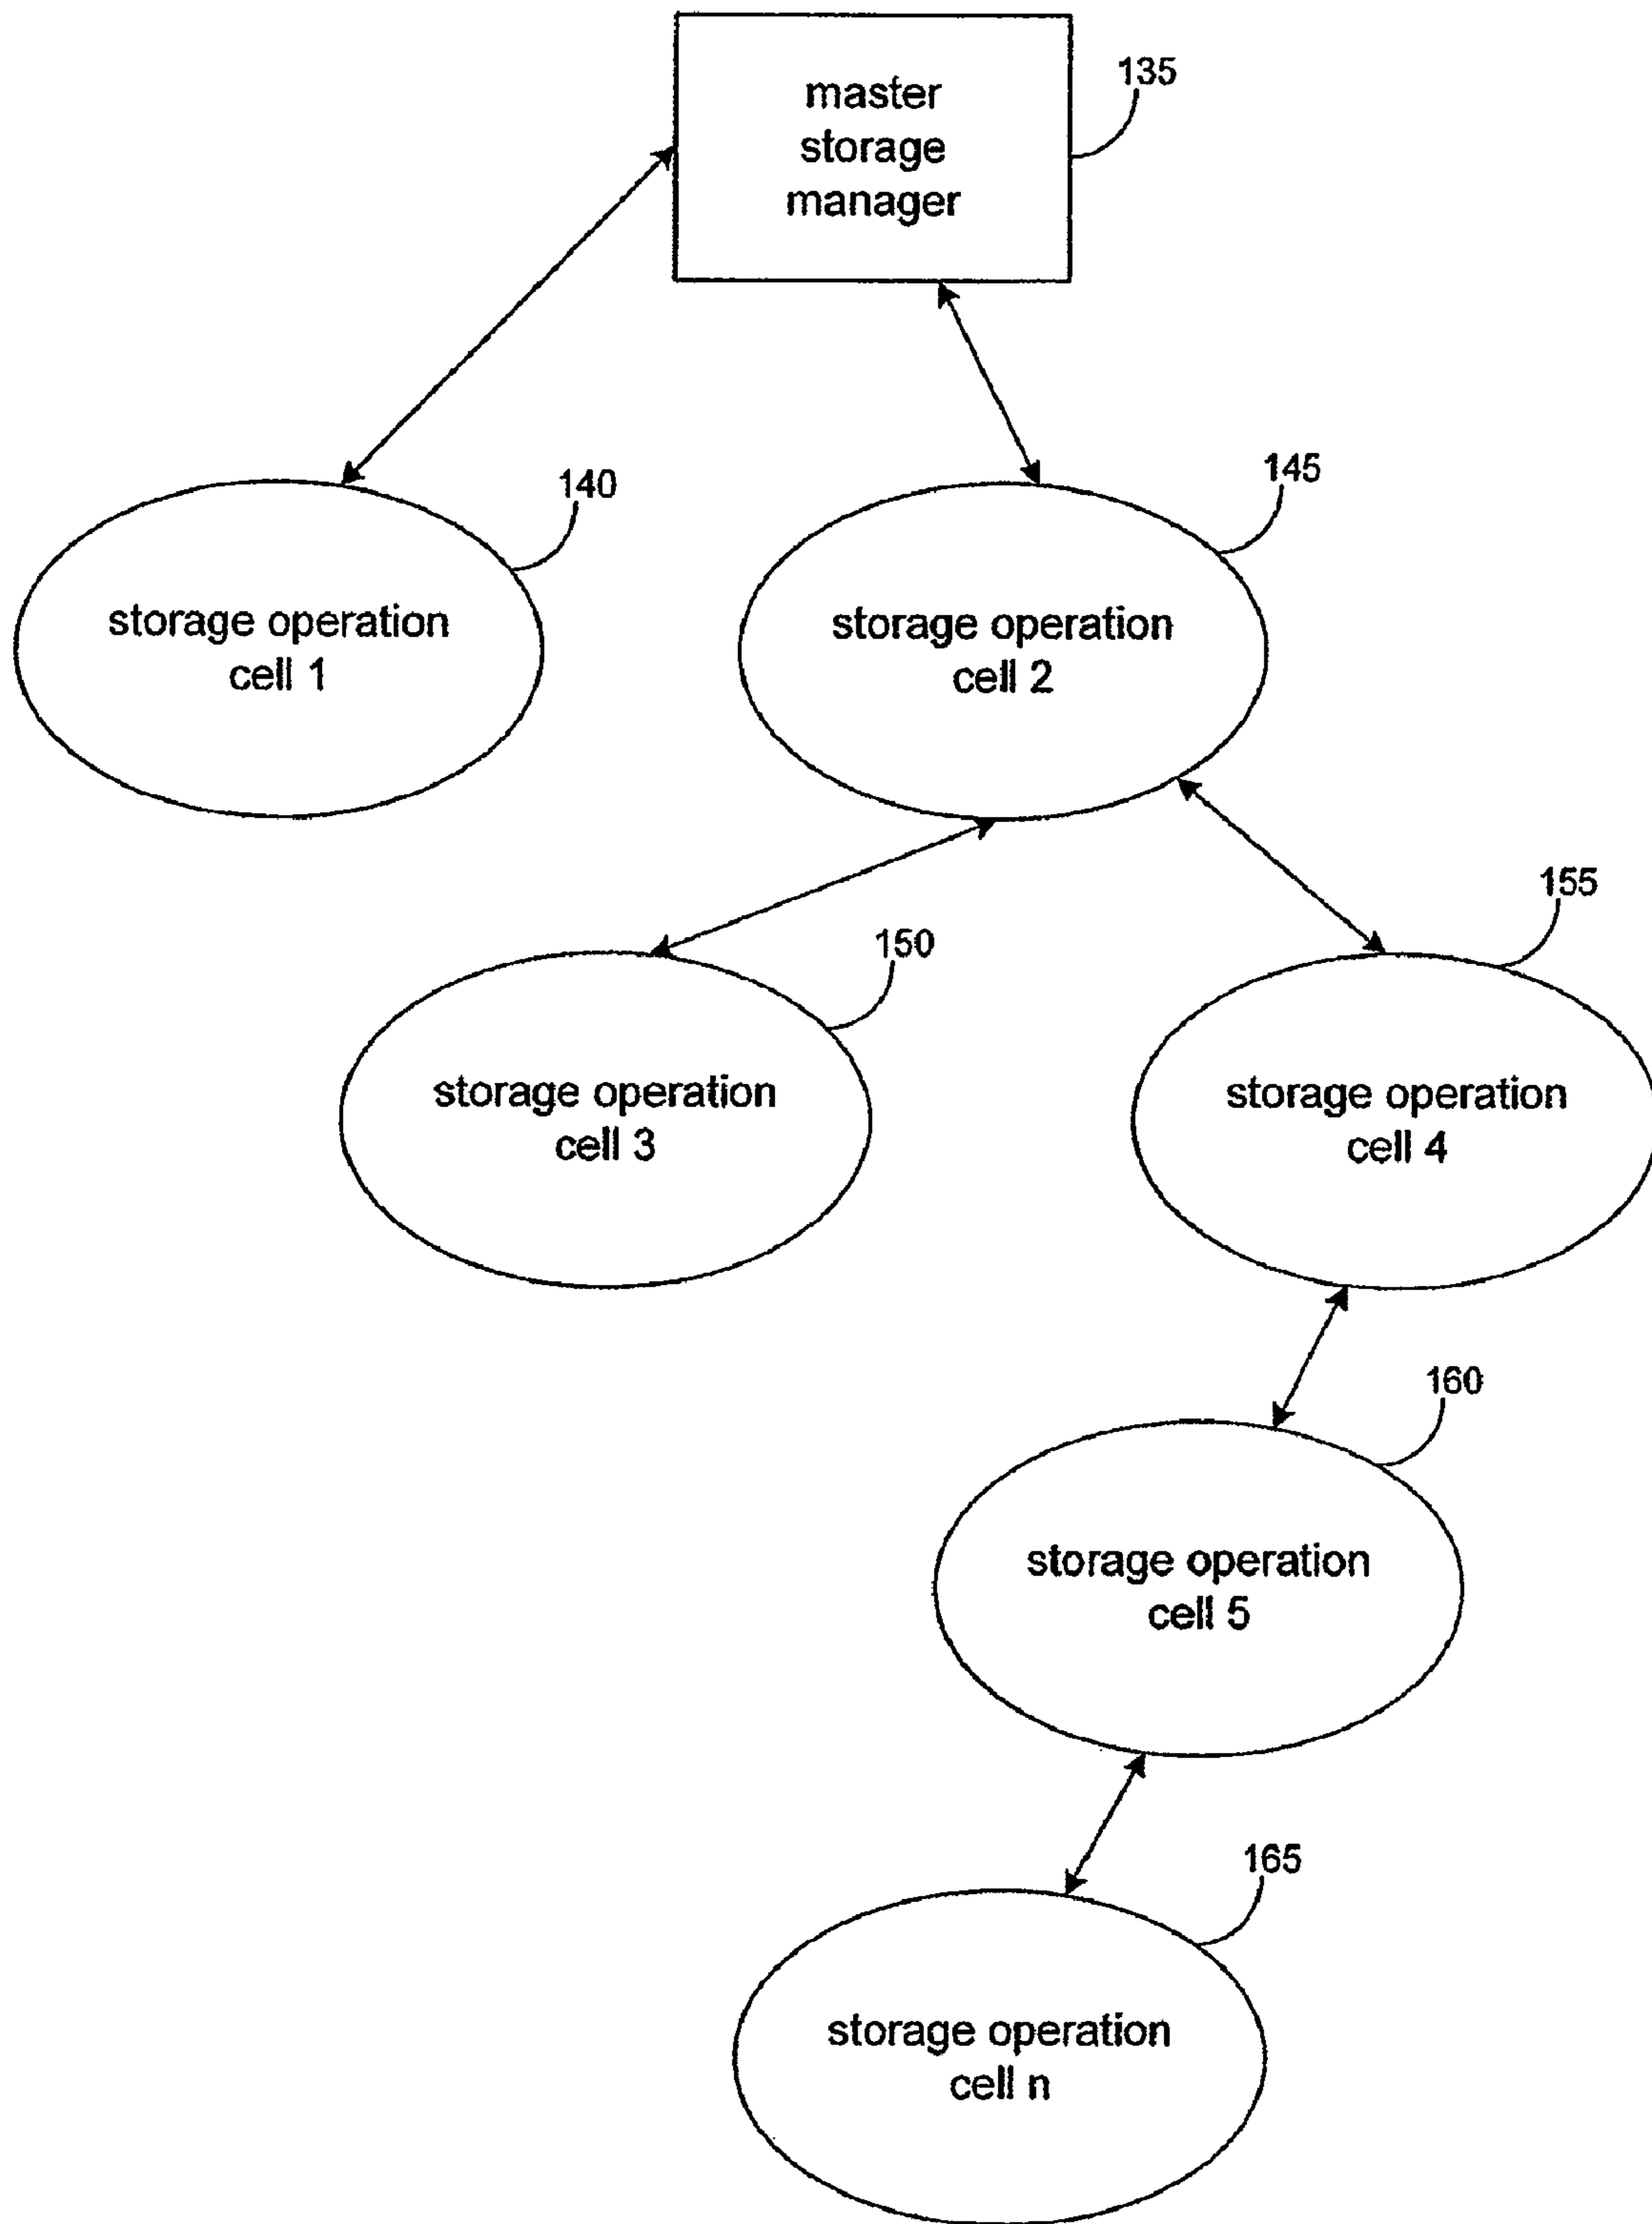 master
storage
manager
135
140
145
storage operation
cell 1
storage operation
cell 2
155
150
storage operation
cell 3
storage operation
cell 4
160
storage operation
cell 5
165
storage operation
cell n